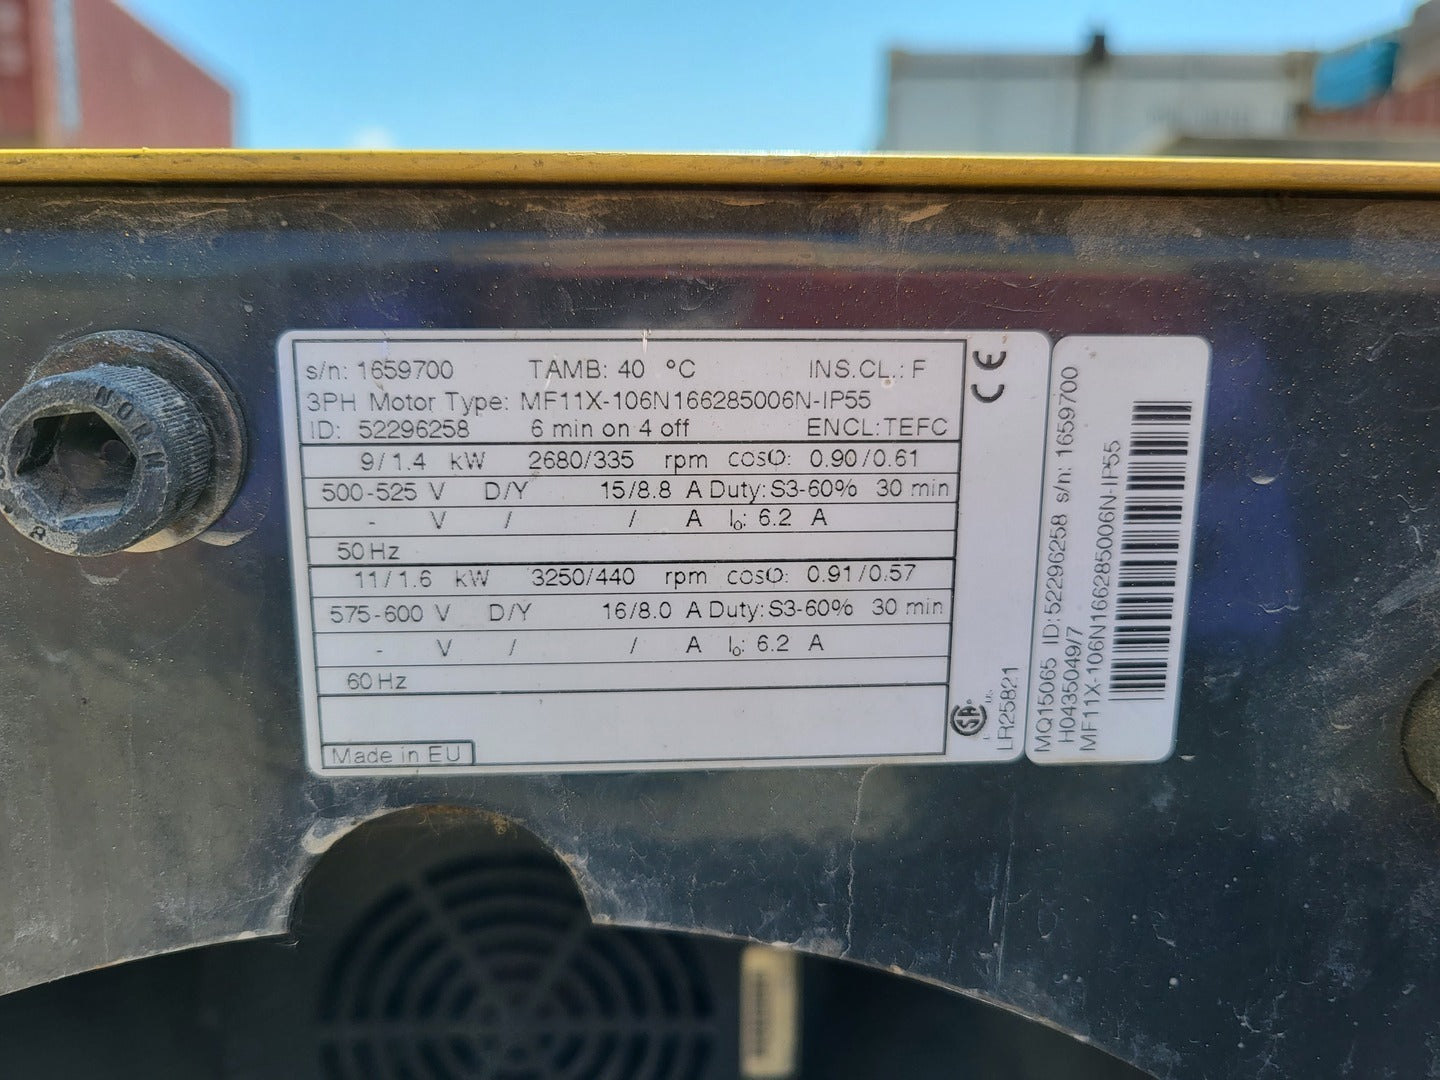 s/n: 1659700 TAMB: 40 °C INS.CL.: F
3PH Motor Type: MF11X-106N166285006N-IP55
ID: 52296258 6 min on 4 off ENCL:TEFC
9/1.4 kW 2680/335 rpm cosΦ: 0.90/0.61
500-525 V D/Y 15/8.8 A Duty: S3-60% 30 min
- V / / A I₀: 6.2 A
50 Hz
11/1.6 kW 3250/440 rpm cosΦ: 0.91/0.57
575-600 V D/Y 16/8.0 A Duty: S3-60% 30 min
- V / / A I₀: 6.2 A
60 Hz
Made in EU
CE
LR25821
MQ15065 ID:52296258 s/n: 1659700
H0435049/7
MF11X-106N166285006N-IP55